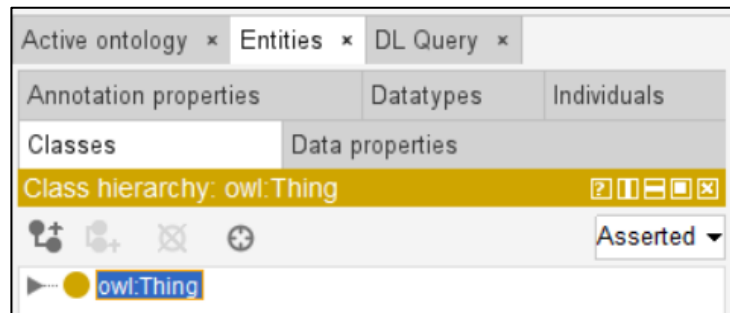 Active ontology × Entities × DL Query ×
Annotation properties Datatypes Individuals
Classes Data properties
Class hierarchy: owl:Thing
Asserted
owl:Thing